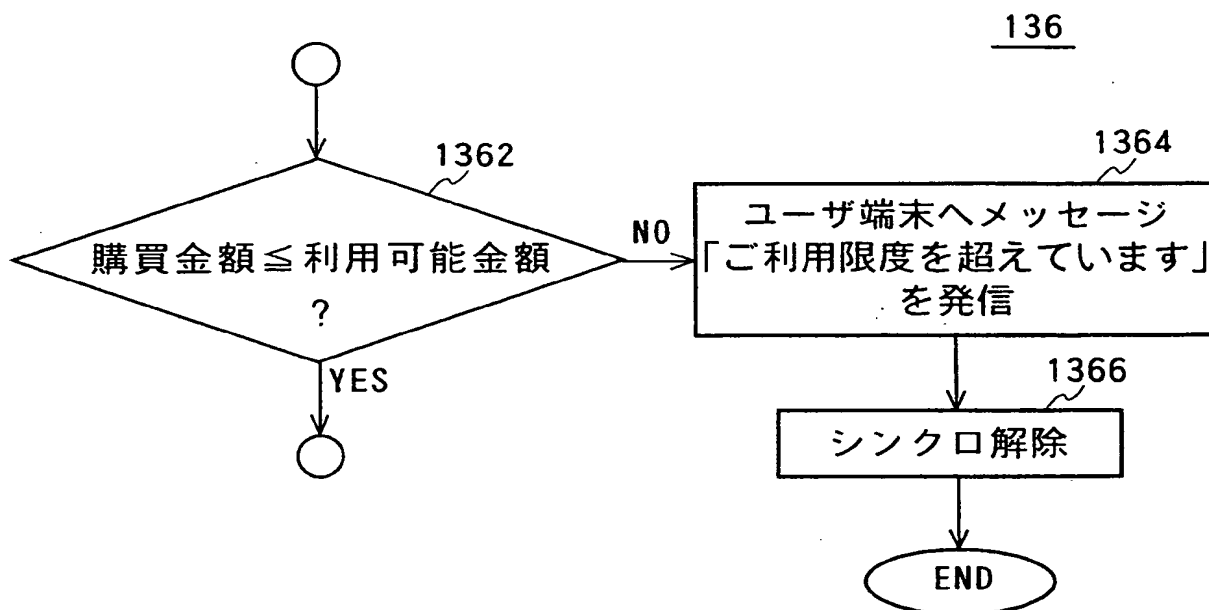 136
1362
購買金額≦利用可能金額
?
YES
NO
1364
ユーザ端末へメッセージ
「ご利用限度を超えています」
を発信
1366
シンクロ解除
END